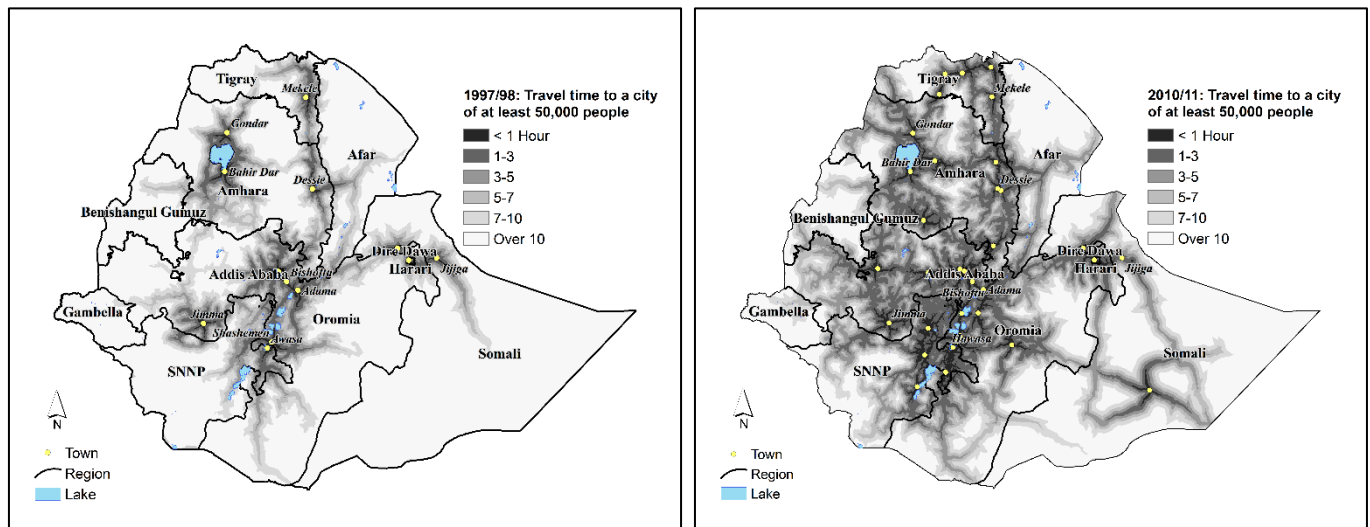 1997/98: Travel time to a city
of at least 50,000 people
< 1 Hour
1-3
3-5
5-7
7-10
Over 10
Tigray
Mekele
Gondar
Afar
Bahir Dar
Dessie
Amhara
Benishangul Gumuz
Dire Dawa
Harari
Jijiga
Addis Ababa
Bishoftu
Adama
Gambella
Jimma
Shashemen
Oromia
Awasa
Somali
SNNP
N
Town
Region
Lake
2010/11: Travel time to a city
of at least 50,000 people
< 1 Hour
1-3
3-5
5-7
7-10
Over 10
Tigray
Mekele
Gondar
Afar
Bahir Dar
Amhara
Dessie
Benishangul Gumuz
Dire Dawa
Harari
Jijiga
Addis Ababa
Bishoftu
Adama
Gambella
Jimma
Oromia
Hawasa
Somali
SNNP
N
Town
Region
Lake